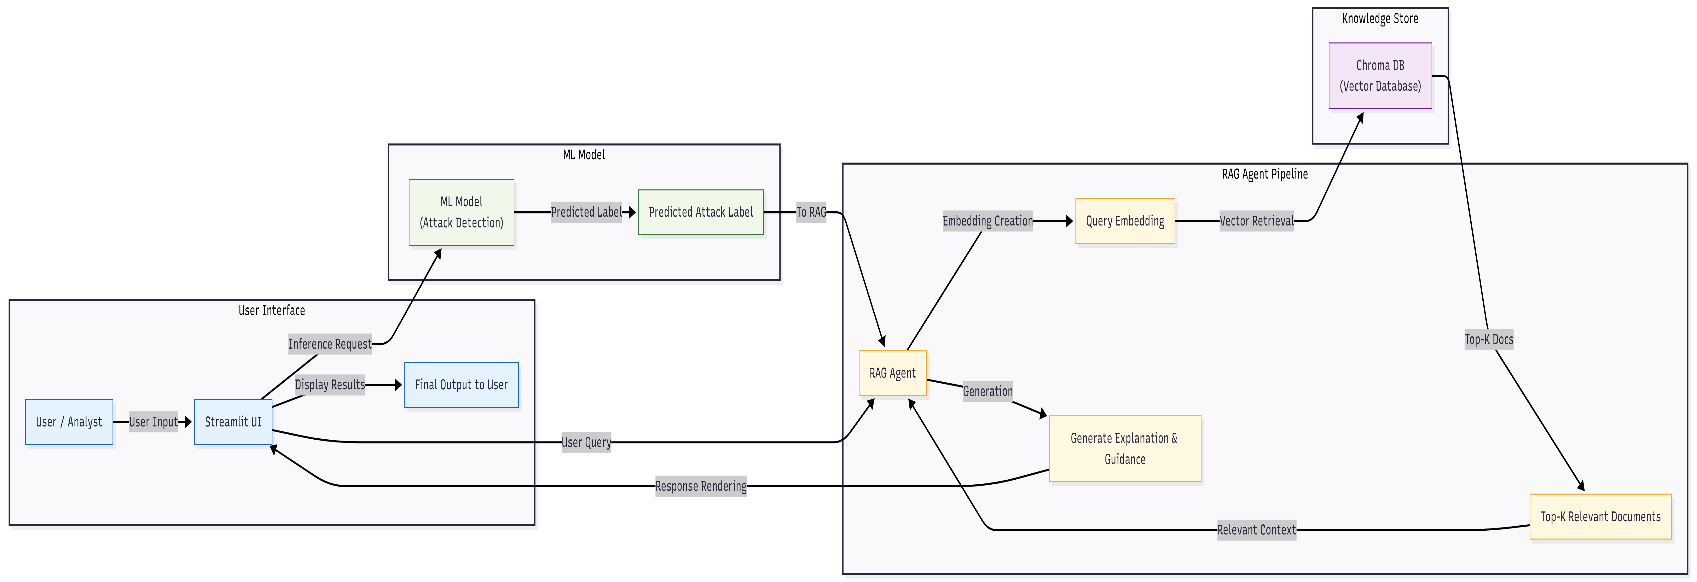 Knowledge Store
Chroma DB
(Vector Database)
ML Model
ML Model
(Attack Detection)
Predicted Label
Predicted Attack Label
To RAG
RAG Agent Pipeline
Embedding Creation
Query Embedding
Vector Retrieval
User Interface
Inference Request
Display Results
Final Output to User
User / Analyst
User Input
Streamlit UI
User Query
Response Rendering
RAG Agent
Generation
Generate Explanation &
Guidance
Top-K Docs
Top-K Relevant Documents
Relevant Context